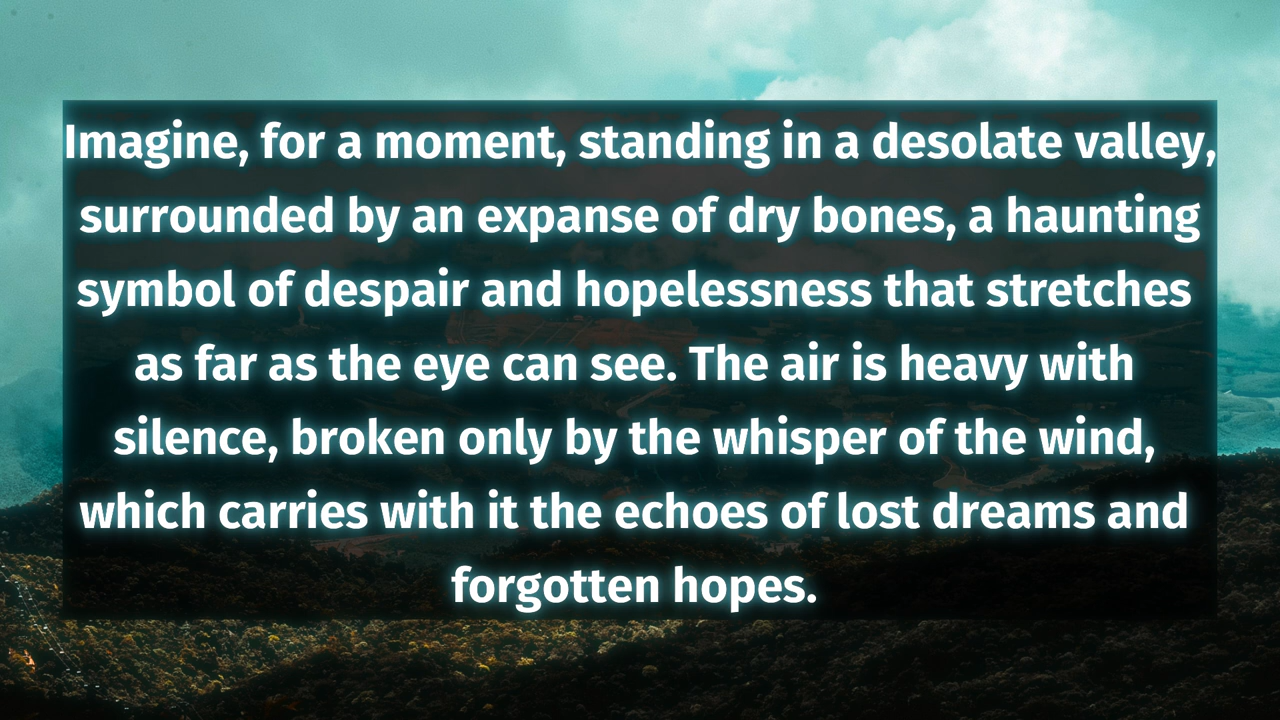 Imagine, for a moment, standing in a desolate valley,
surrounded by an expanse of dry bones, a haunting
symbol of despair and hopelessness that stretches
as far as the eye can see. The air is heavy with
silence, broken only by the whisper of the wind,
which carries with it the echoes of lost dreams and
forgotten hopes.